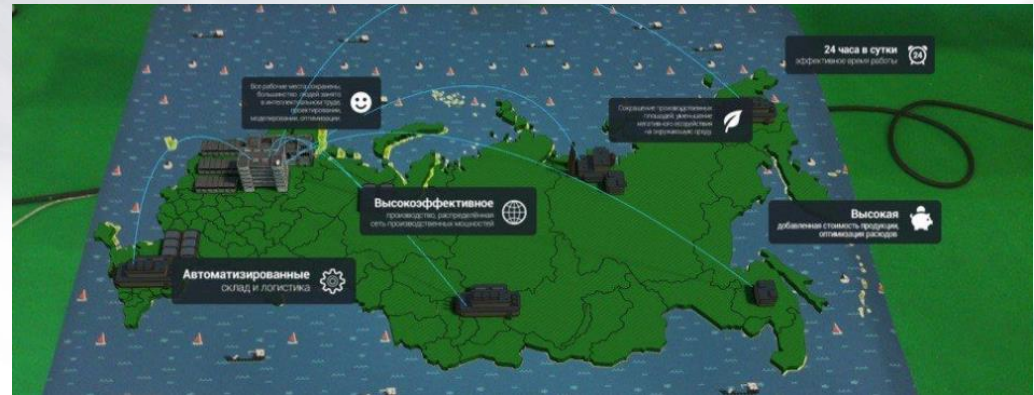 24 часа в сутки
эффективное время работы
Все рабочие места сохранены,
большинство людей занято
в интеллектуальном труде:
проектировании,
моделировании, оптимизации
Сокращение производственных
площадей, уменьшение
негативного воздействия
на окружающую среду
Высокоэффективное
производство, распределённая
сеть производственных мощностей
Высокая
добавленная стоимость продукции,
оптимизация расходов
Автоматизированные
склад и логистика
24